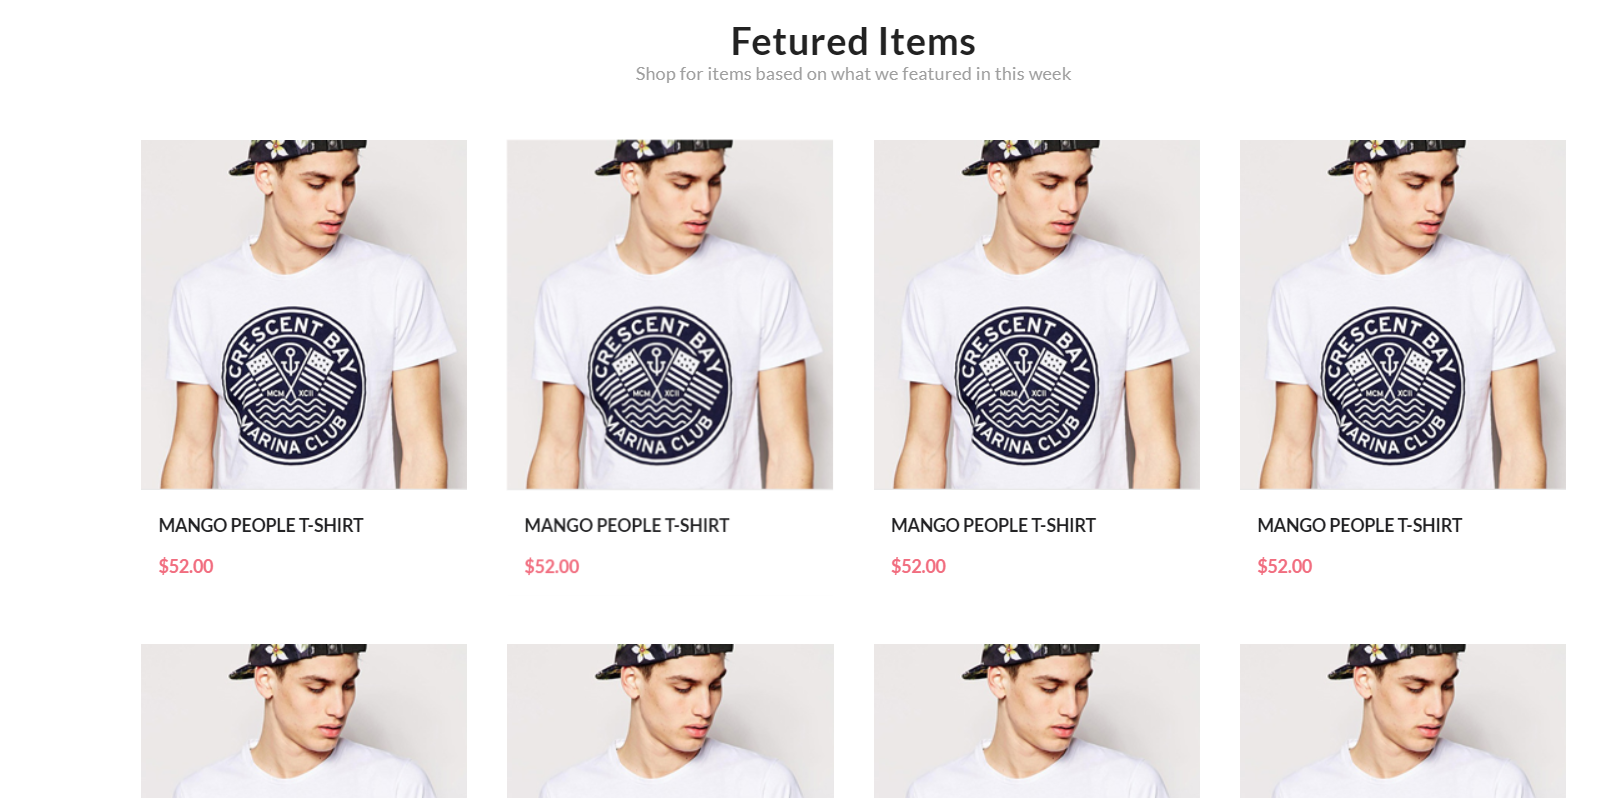 Fetured Items
Shop for items based on what we featured in this week
CRESCENT BAY
MCM XCII
MARINA CLUB
CRESCENT BAY
MCM XCII
MARINA CLUB
CRESCENT BAY
MCM XCII
MARINA CLUB
CRESCENT BAY
MCM XCII
MARINA CLUB
MANGO PEOPLE T-SHIRT MANGO PEOPLE T-SHIRT MANGO PEOPLE T-SHIRT MANGO PEOPLE T-SHIRT
$52.00 $52.00 $52.00 $52.00